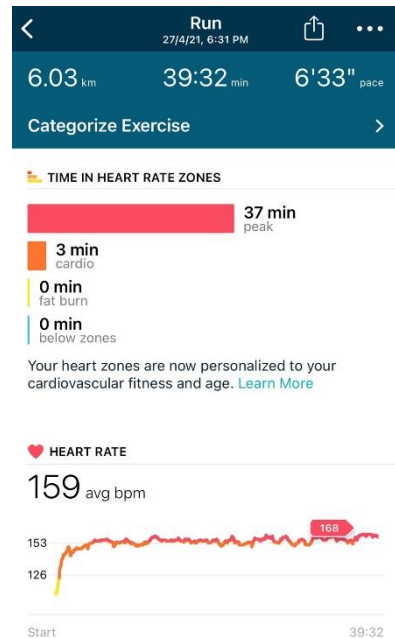 Run
27/4/21, 6:31 PM
6.03 km 39:32 min 6'33" pace
Categorize Exercise
TIME IN HEART RATE ZONES
37 min
peak
3 min
cardio
0 min
fat burn
0 min
below zones
Your heart zones are now personalized to your
cardiovascular fitness and age. Learn More
HEART RATE
159 avg bpm
168
153
126
Start 39:32